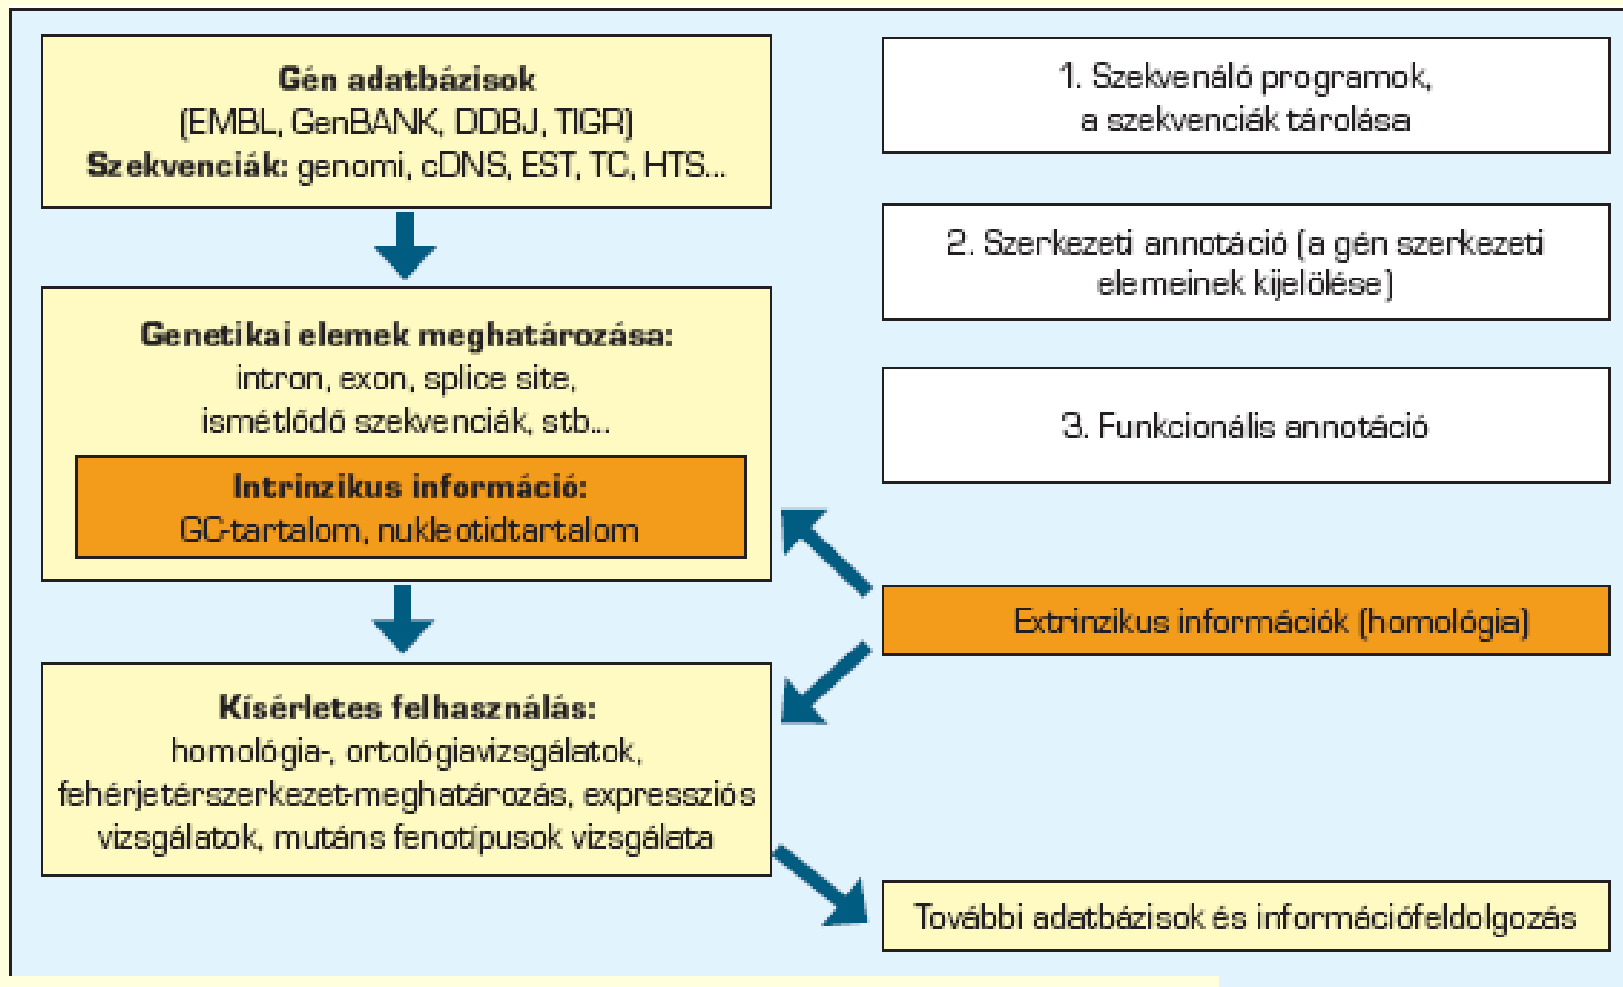 Gén adatbázisok
(EMBL, GenBANK, DDBJ, TIGR)
Szekvenciák: genomi, cDNS, EST, TC, HTS...
Genetikai elemek meghatározása:
intron, exon, splice site,
ismétlődő szekvenciák, stb...
Intrinzikus információ:
GC-tartalom, nukleotidtartalom
Kísérletes felhasználás:
homológia-, ortológiavizsgálatok,
fehérjetérszerkezet-meghatározás, expressziós
vizsgálatok, mutáns fenotípusok vizsgálata
1. Szekvenáló programok,
a szekvenciák tárolása
2. Szerkezeti annotáció (a gén szerkezeti
elemeinek kijelölése)
3. Funkcionális annotáció
Extrinzikus információk (homológia)
További adatbázisok és információfeldolgozás